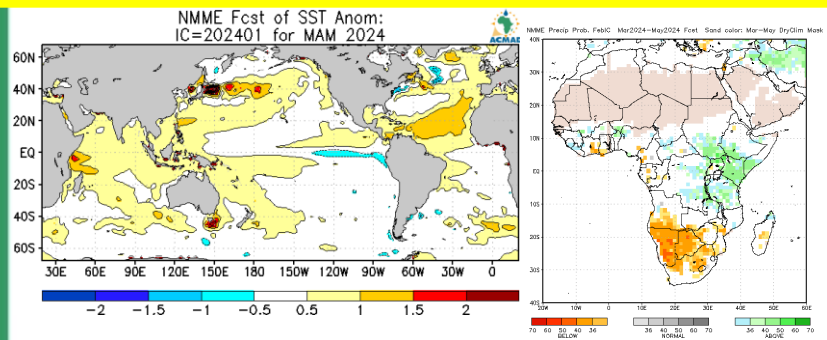 NMME Fcst of SST Anom:
IC=202401 for MAM 2024
ACMAD
60N
40N
20N
EQ
20S
40S
60S
30E 60E 90E 120E 150E 180 150W 120W 90W 60W 30W 0
-2 -1.5 -1 -0.5 0.5 1 1.5 2
NMME Precip Prob. FebIC Mar2024-May2024 Fcst. Sand color: Mar-May DryClim Mask
40N
30N
20N
10N
EQ
10S
20S
30S
40S
20W 10W 0 10E 20E 30E 40E 50E 60E
70 60 50 40 36
BELOW
36 40 50 60 70
NORMAL
36 40 50 60 70
ABOVE